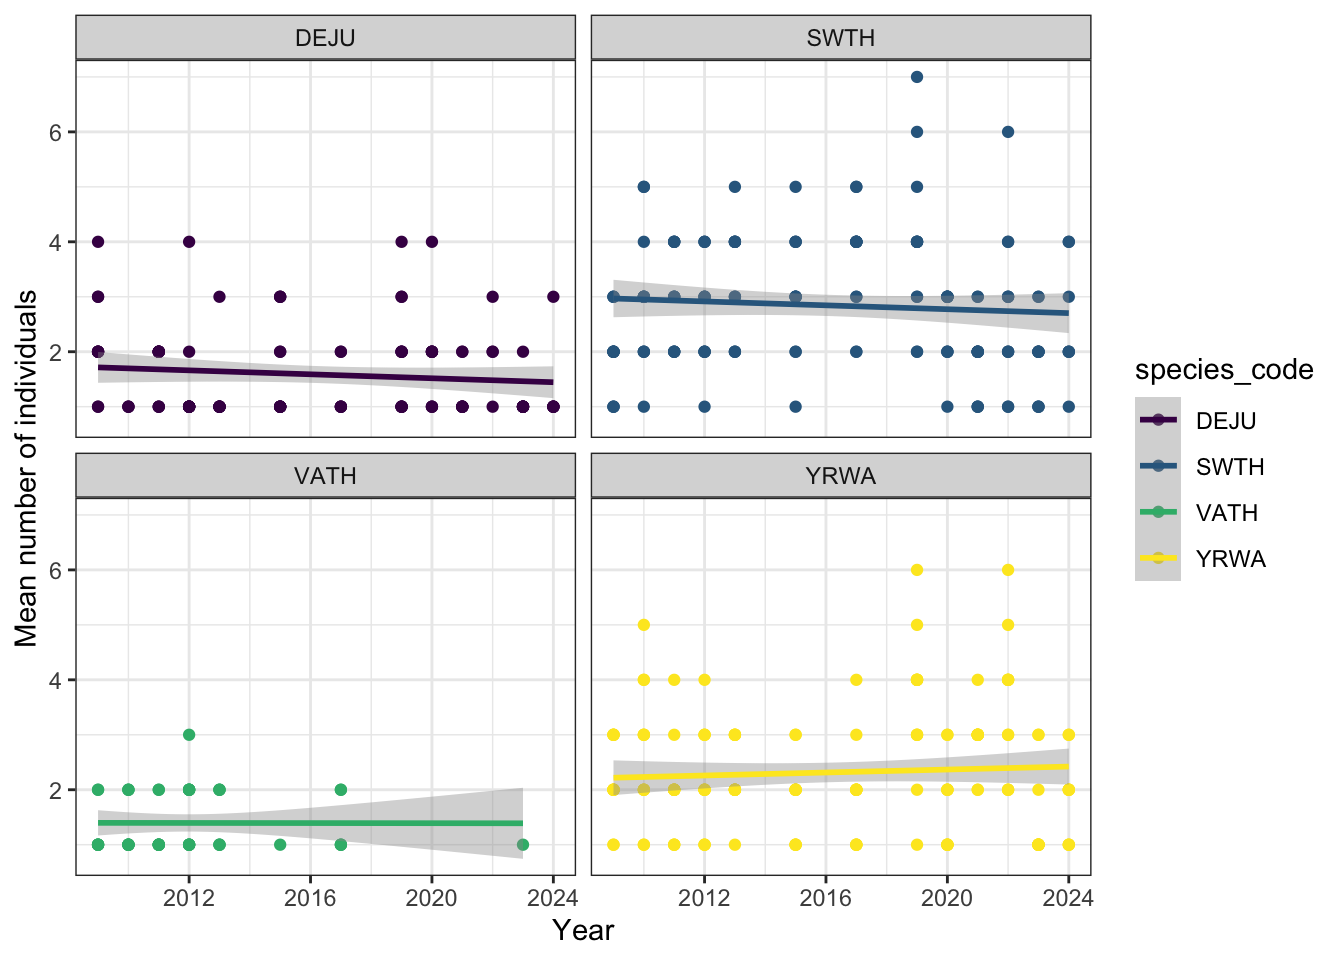 DEJU SWTH
6
4
2
VATH YRWA
6
4
2
2012 2016 2020 2024 2012 2016 2020 2024
Year
Mean number of individuals
species_code
DEJU
SWTH
VATH
YRWA